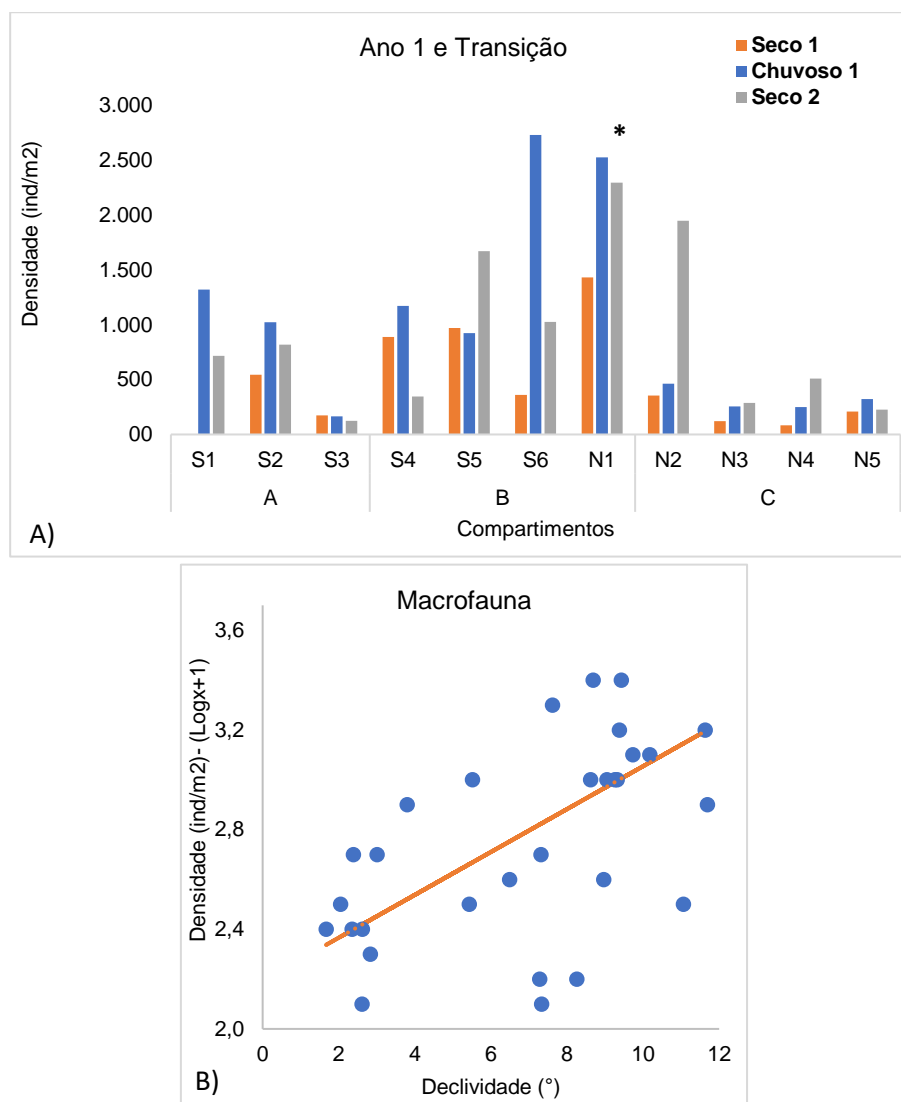 Ano 1 e Transição
Seco 1
Chuvoso 1
Seco 2
Densidade (ind/m2)
3.000
2.500
2.000
1.500
1.000
500
00
*
S1 S2 S3 S4 S5 S6 N1 N2 N3 N4 N5
A B C
Compartimentos
A)
Macrofauna
Densidade (ind/m2)- (Logx+1)
3,6
3,2
2,8
2,4
2,0
0 2 4 6 8 10 12
Declividade (°)
B)